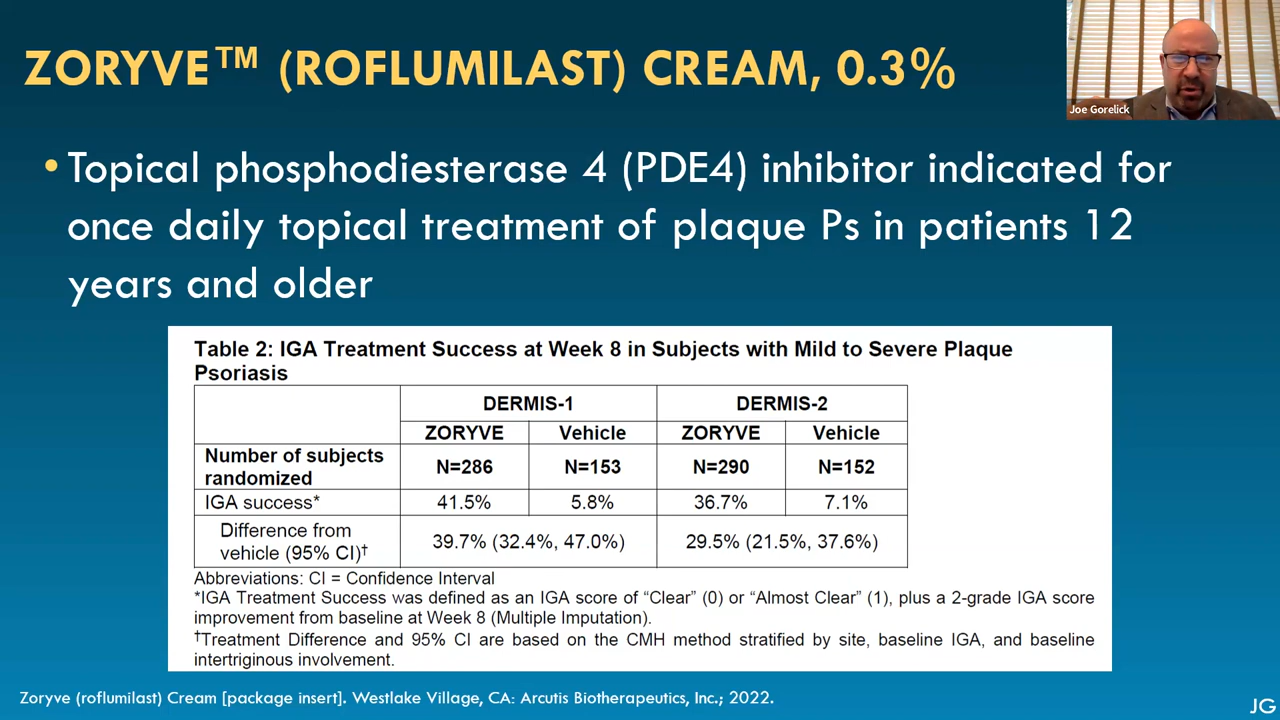 ZORYVE™ (ROFLUMILAST) CREAM, 0.3%
Joe Gorelick
• Topical phosphodiesterase 4 (PDE4) inhibitor indicated for
once daily topical treatment of plaque Ps in patients 12
years and older
Table 2: IGA Treatment Success at Week 8 in Subjects with Mild to Severe Plaque
Psoriasis
DERMIS-1 DERMIS-2
ZORYVE Vehicle ZORYVE Vehicle
Number of subjects
randomized N=286 N=153 N=290 N=152
IGA success* 41.5% 5.8% 36.7% 7.1%
Difference from
vehicle (95% CI)† 39.7% (32.4%, 47.0%) 29.5% (21.5%, 37.6%)
Abbreviations: CI = Confidence Interval
*IGA Treatment Success was defined as an IGA score of “Clear” (0) or “Almost Clear” (1), plus a 2-grade IGA score
improvement from baseline at Week 8 (Multiple Imputation).
†Treatment Difference and 95% CI are based on the CMH method stratified by site, baseline IGA, and baseline
intertriginous involvement.
Zoryve (roflumilast) Cream [package insert]. Westlake Village, CA: Arcutis Biotherapeutics, Inc.; 2022.
JG